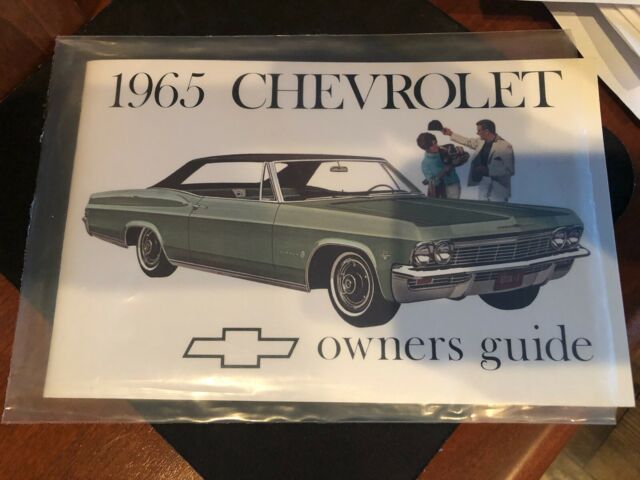 1965 CHEVROLET
owners guide